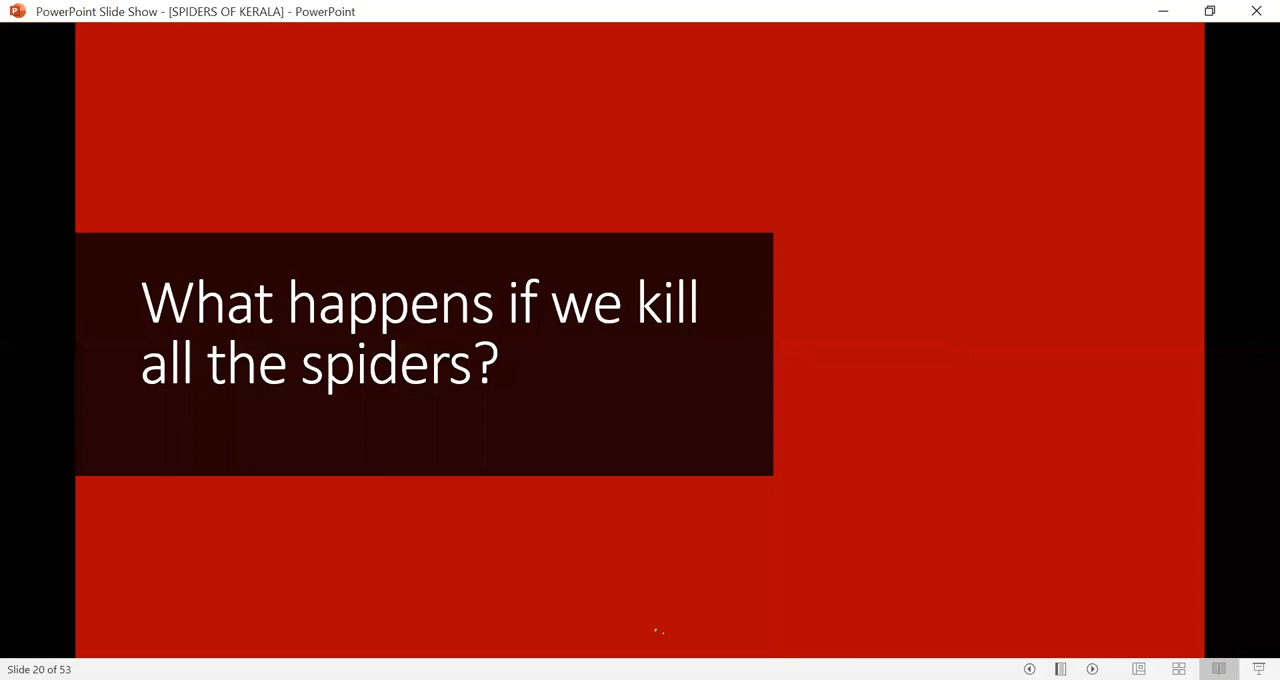 PowerPoint Slide Show - [SPIDERS OF KERALA] - PowerPoint
What happens if we kill
all the spiders?
Slide 20 of 53